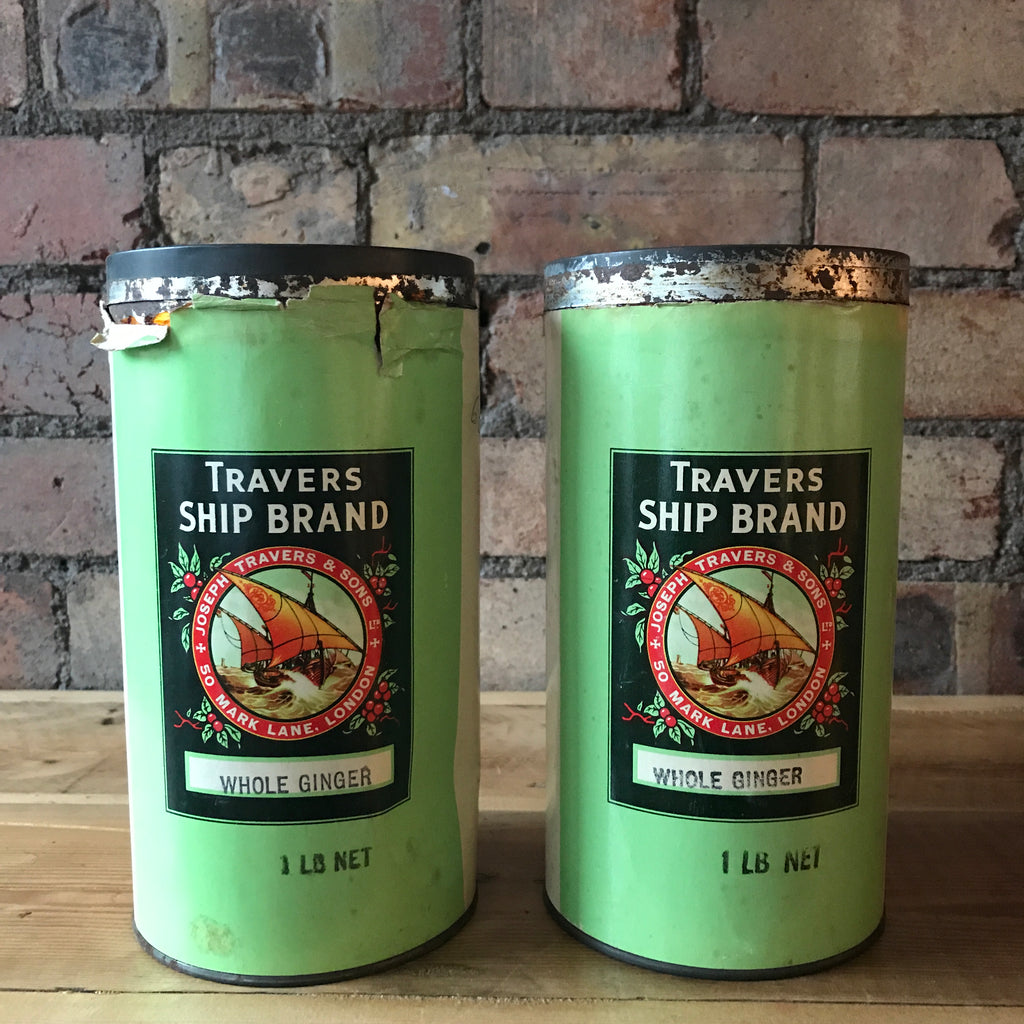 TRAVERS
SHIP BRAND
JOSEPH TRAVERS & SONS LTD
50 MARK LANE, LONDON
WHOLE GINGER
1 LB NET
TRAVERS
SHIP BRAND
JOSEPH TRAVERS & SONS LTD
50 MARK LANE, LONDON
WHOLE GINGER
1 LB NET